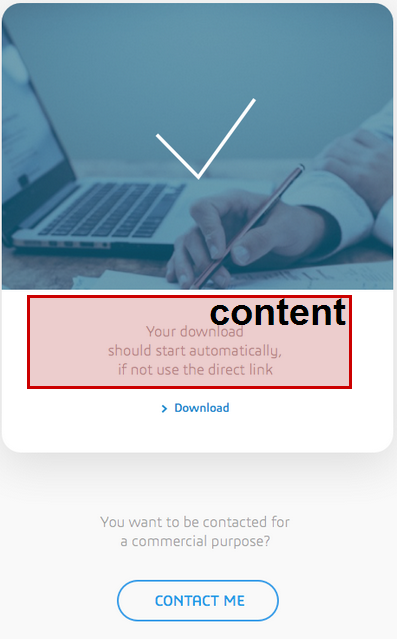 content
Your download
should start automatically,
if not use the direct link
Download
You want to be contacted for
a commercial purpose?
CONTACT ME